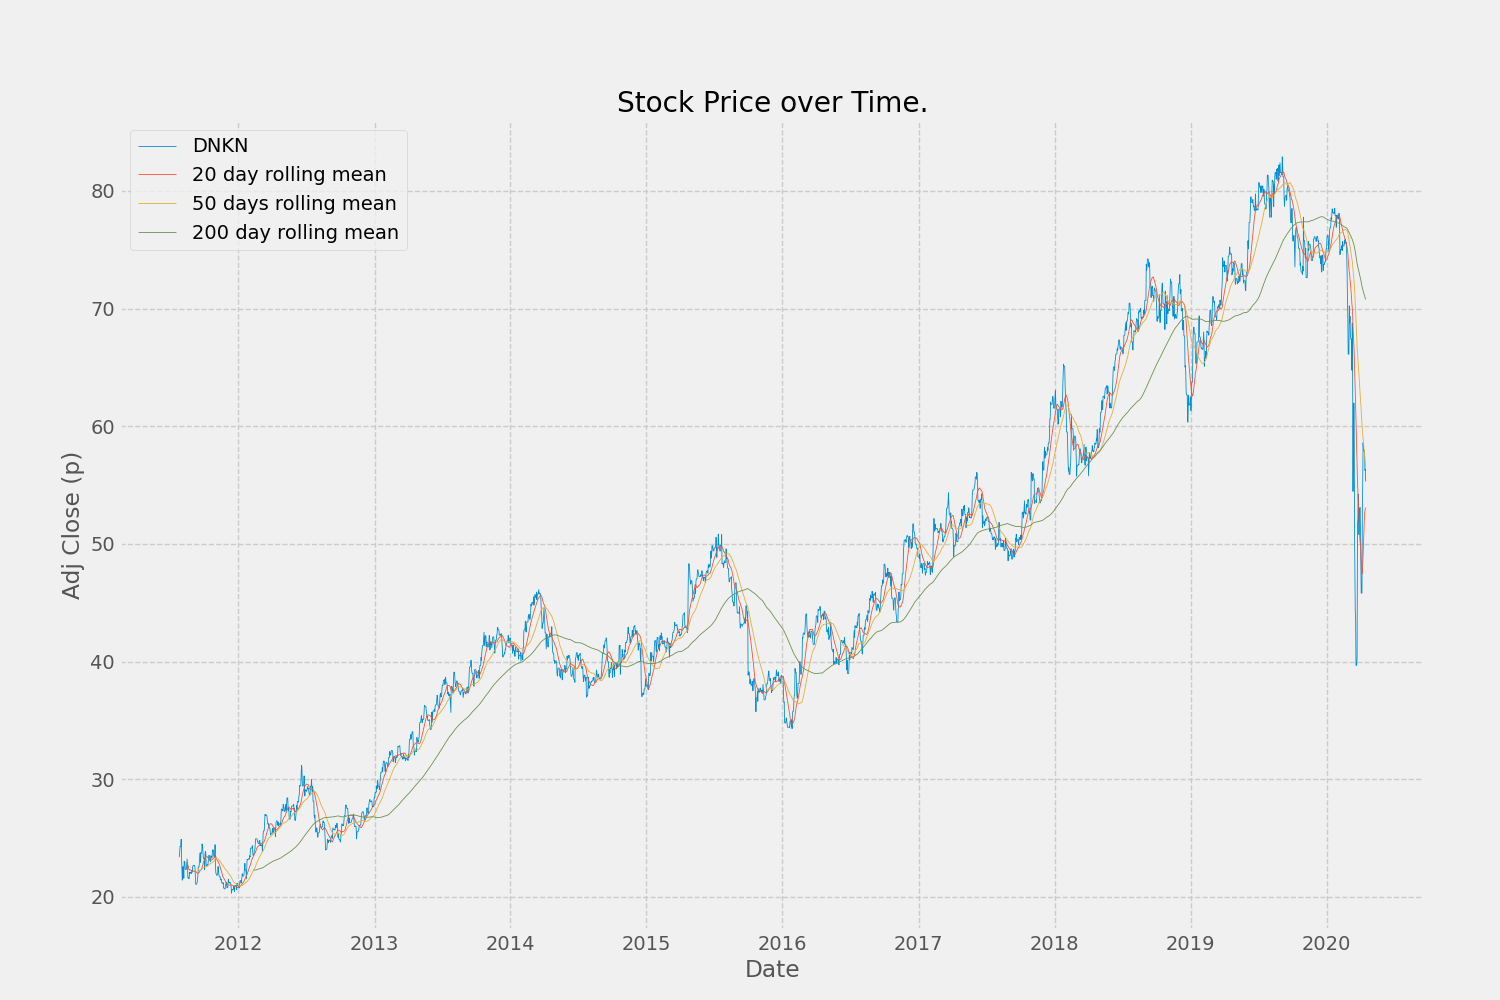 Stock Price over Time.
DNKN
20 day rolling mean
50 days rolling mean
200 day rolling mean
Adj Close (p)
80
70
60
50
40
30
20
2012 2013 2014 2015 2016 2017 2018 2019 2020
Date